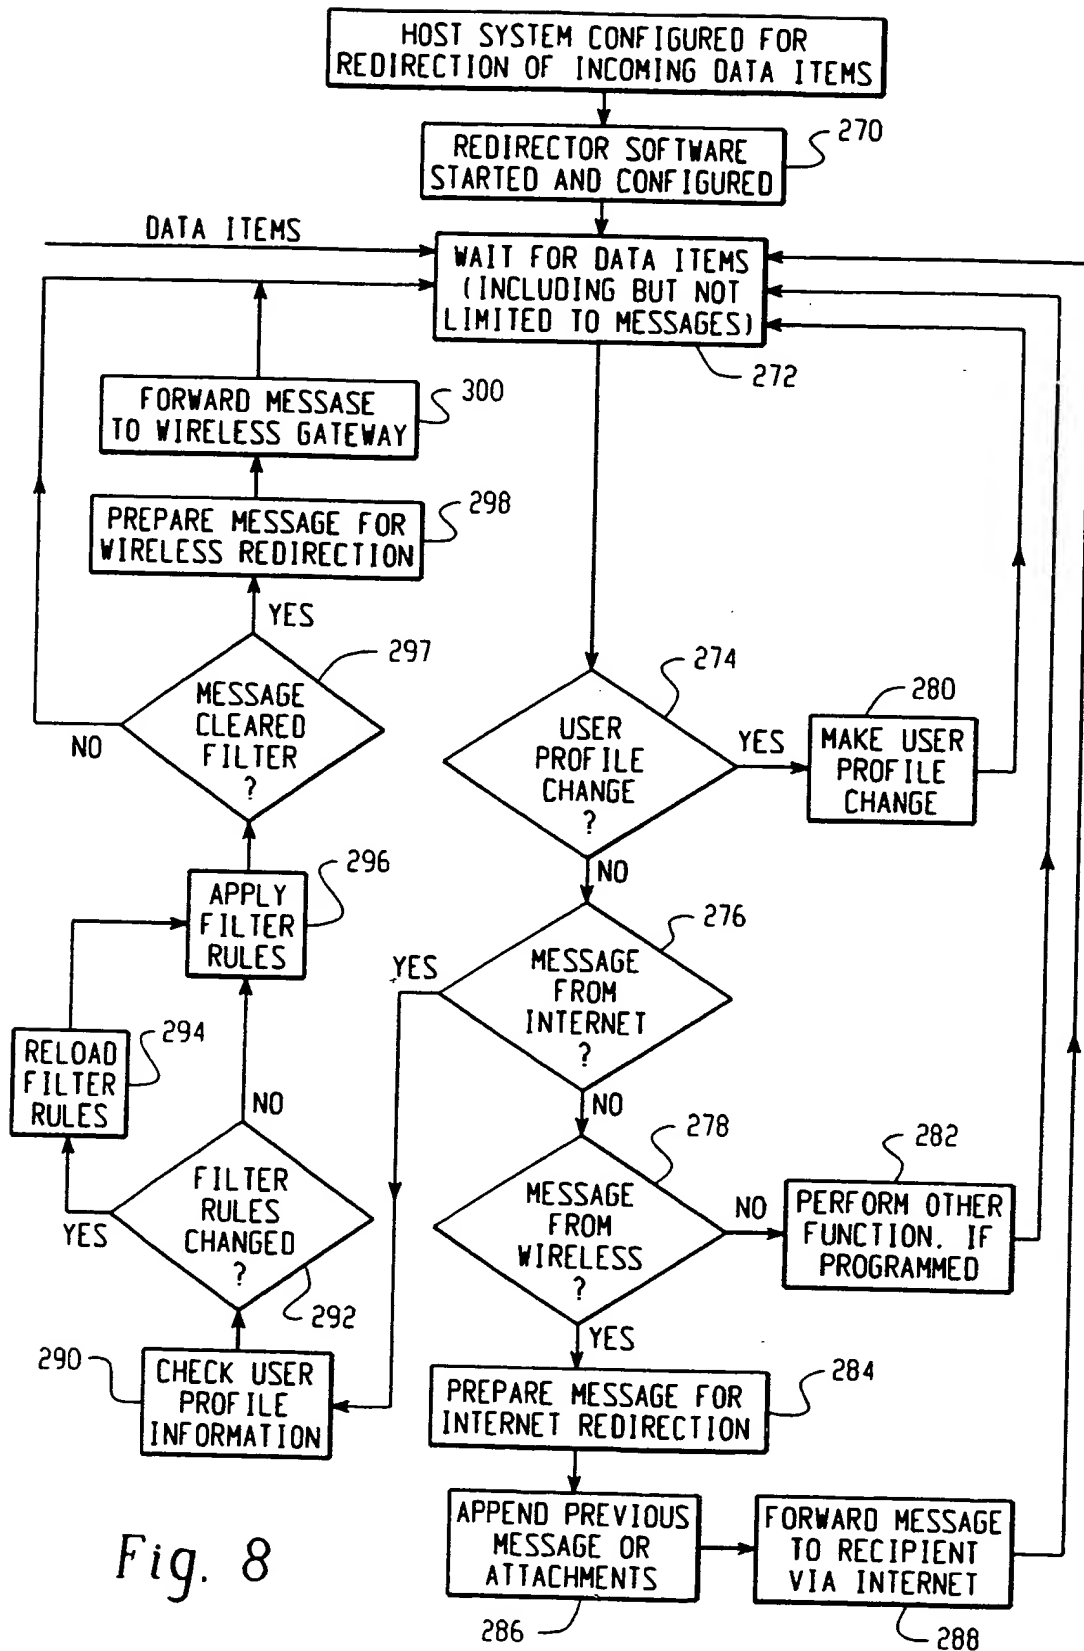 HOST SYSTEM CONFIGURED FOR
REDIRECTION OF INCOMING DATA ITEMS
270
REDIRECTOR SOFTWARE
STARTED AND CONFIGURED
DATA ITEMS
WAIT FOR DATA ITEMS
(INCLUDING BUT NOT
LIMITED TO MESSAGES)
272
300
FORWARD MESSASE
TO WIRELESS GATEWAY
298
PREPARE MESSAGE FOR
WIRELESS REDIRECTION
YES
297
MESSAGE
CLEARED
FILTER
?
NO
274
USER
PROFILE
CHANGE
?
YES
280
MAKE USER
PROFILE
CHANGE
NO
296
APPLY
FILTER
RULES
276
MESSAGE
FROM
INTERNET
?
YES
NO
294
RELOAD
FILTER
RULES
NO
FILTER
RULES
CHANGED
?
YES
292
278
MESSAGE
FROM
WIRELESS
?
NO
282
PERFORM OTHER
FUNCTION. IF
PROGRAMMED
YES
290
CHECK USER
PROFILE
INFORMATION
284
PREPARE MESSAGE FOR
INTERNET REDIRECTION
APPEND PREVIOUS
MESSAGE OR
ATTACHMENTS
286
FORWARD MESSAGE
TO RECIPIENT
VIA INTERNET
288
Fig. 8